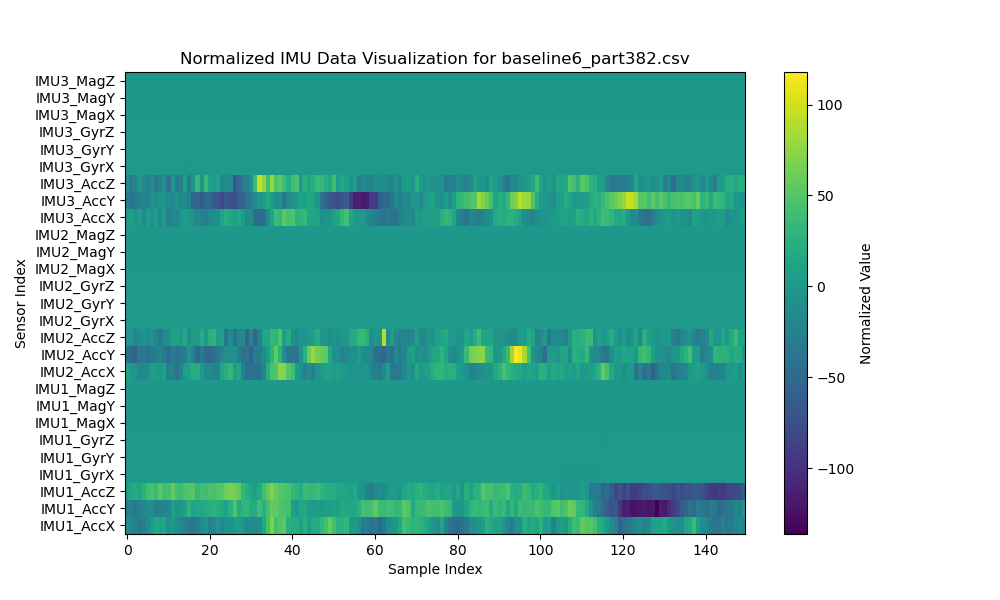 Normalized IMU Data Visualization for baseline6_part382.csv
IMU3_MagZ
IMU3_MagY
IMU3_MagX
IMU3_GyrZ
IMU3_GyrY
IMU3_GyrX
IMU3_AccZ
IMU3_AccY
IMU3_AccX
IMU2_MagZ
IMU2_MagY
IMU2_MagX
IMU2_GyrZ
IMU2_GyrY
IMU2_GyrX
IMU2_AccZ
IMU2_AccY
IMU2_AccX
IMU1_MagZ
IMU1_MagY
IMU1_MagX
IMU1_GyrZ
IMU1_GyrY
IMU1_GyrX
IMU1_AccZ
IMU1_AccY
IMU1_AccX
Sensor Index
0 20 40 60 80 100 120 140
Sample Index
100
50
0
−50
−100
Normalized Value